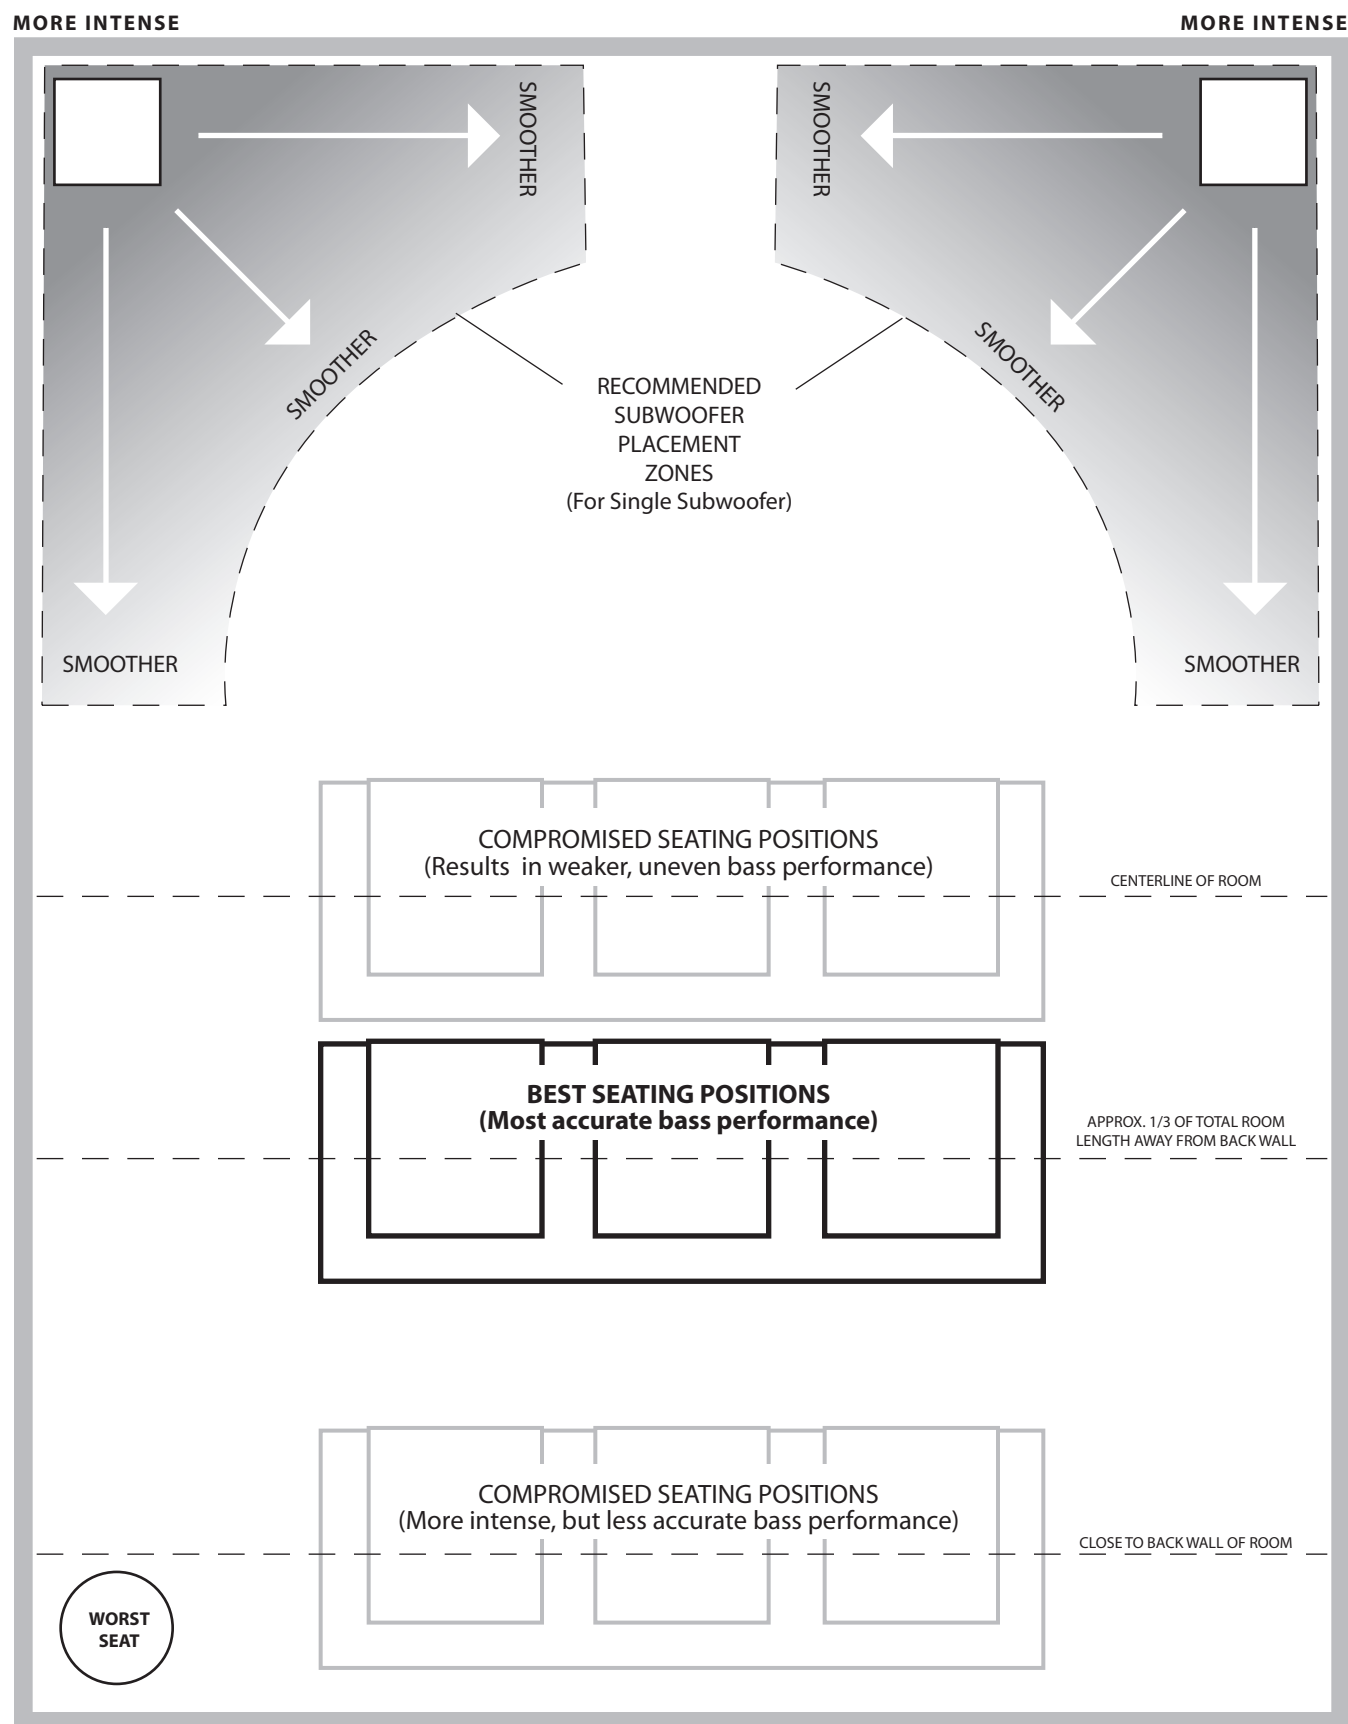 MORE INTENSE
MORE INTENSE
SMOOTHER
SMOOTHER
SMOOTHER
SMOOTHER
RECOMMENDED
SUBWOOFER
PLACEMENT
ZONES
(For Single Subwoofer)
SMOOTHER
SMOOTHER
COMPROMISED SEATING POSITIONS
(Results in weaker, uneven bass performance)
CENTERLINE OF ROOM
BEST SEATING POSITIONS
(Most accurate bass performance)
APPROX. 1/3 OF TOTAL ROOM
LENGTH AWAY FROM BACK WALL
COMPROMISED SEATING POSITIONS
(More intense, but less accurate bass performance)
CLOSE TO BACK WALL OF ROOM
WORST
SEAT